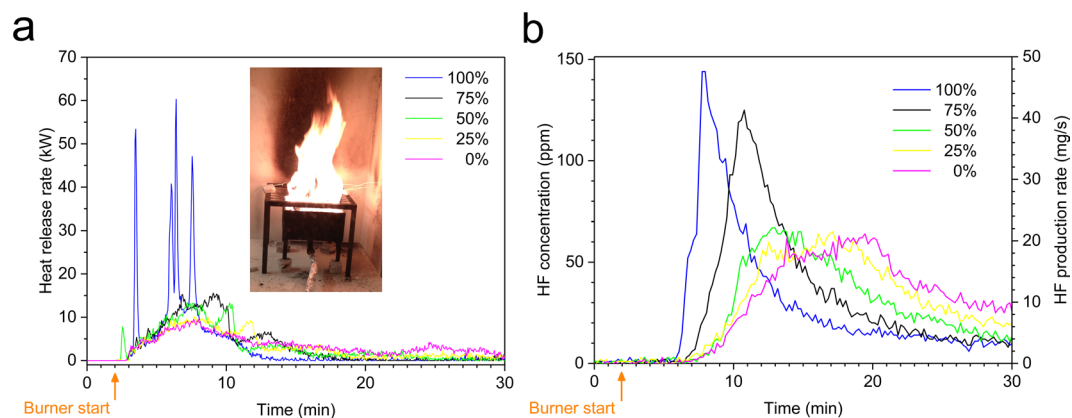 a
70
60
50
40
30
20
10
0
Heat release rate (kW)
100%
75%
50%
25%
0%
0 10 20 30
Burner start
Time (min)
b
150
100
50
0
HF concentration (ppm)
100%
75%
50%
25%
0%
50
40
30
20
10
0
HF production rate (mg/s)
0 10 20 30
Burner start
Time (min)